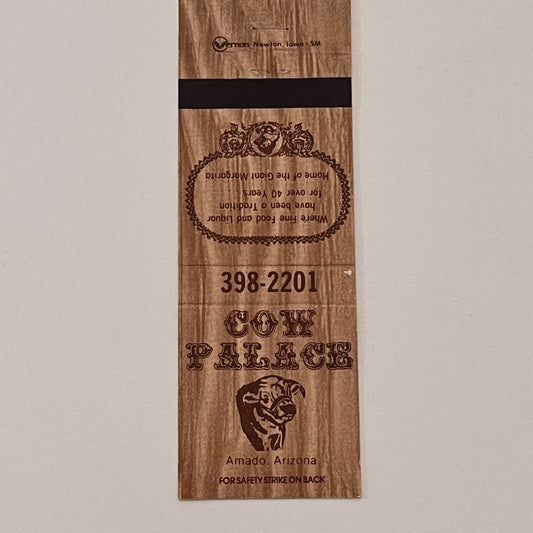 Vernon Newton, Iowa - SM
Where Fine Food and Liquor
have been a Tradition
for over 40 Years . . .
Home of the Giant Margarita
398-2201
COW
PALACE
Amado, Arizona
FOR SAFETY STRIKE ON BACK